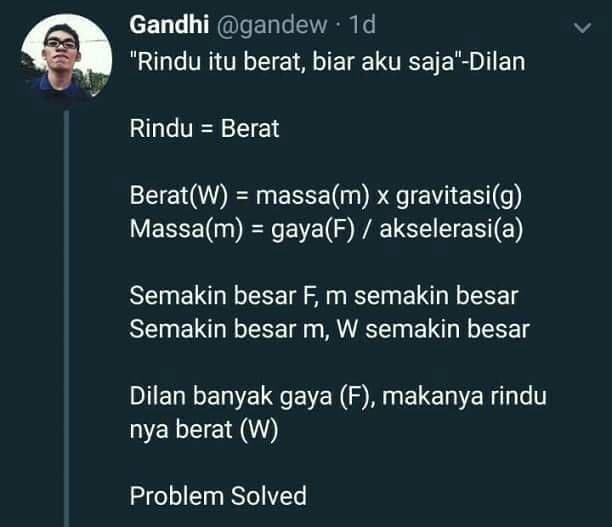 Gandhi @gandew · 1d
"Rindu itu berat, biar aku saja"-Dilan
Rindu = Berat
Berat(W) = massa(m) x gravitasi(g)
Massa(m) = gaya(F) / akselerasi(a)
Semakin besar F, m semakin besar
Semakin besar m, W semakin besar
Dilan banyak gaya (F), makanya rindu
nya berat (W)
Problem Solved